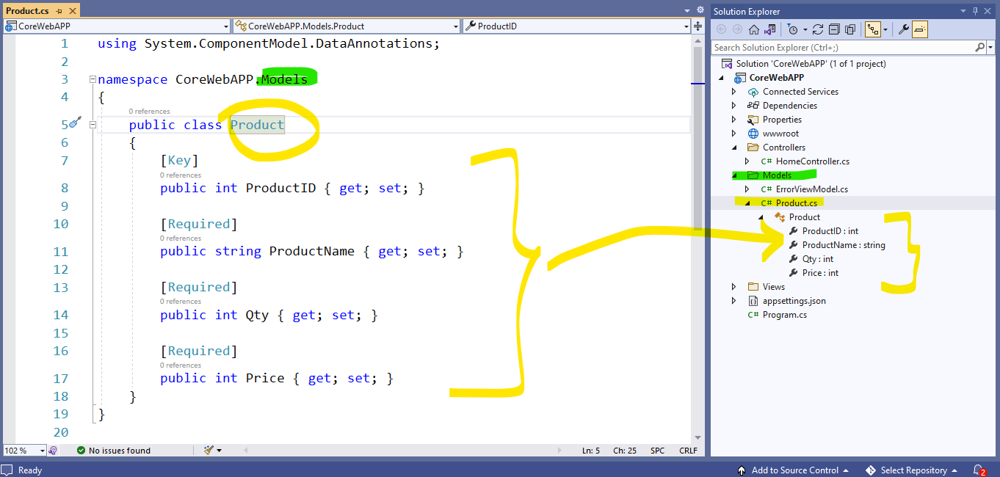 Product.cs
CoreWebAPP
CoreWebAPP.Models.Product
ProductID
1 using System.ComponentModel.DataAnnotations;
2
3 namespace CoreWebAPP.Models
4 {
0 references
5 public class Product
6 {
7 [Key]
0 references
8 public int ProductID { get; set; }
9
10 [Required]
0 references
11 public string ProductName { get; set; }
12
13 [Required]
0 references
14 public int Qty { get; set; }
15
16 [Required]
0 references
17 public int Price { get; set; }
18 }
19 }
20
102 %
No issues found
Ln: 5 Ch: 25 SPC CRLF
Solution Explorer
Search Solution Explorer (Ctrl+;)
Solution 'CoreWebAPP' (1 of 1 project)
CoreWebAPP
Connected Services
Dependencies
Properties
wwwroot
Controllers
C# HomeController.cs
Models
C# ErrorViewModel.cs
C# Product.cs
Product
ProductID : int
ProductName : string
Qty : int
Price : int
Views
appsettings.json
C# Program.cs
Ready
Add to Source Control
Select Repository
2